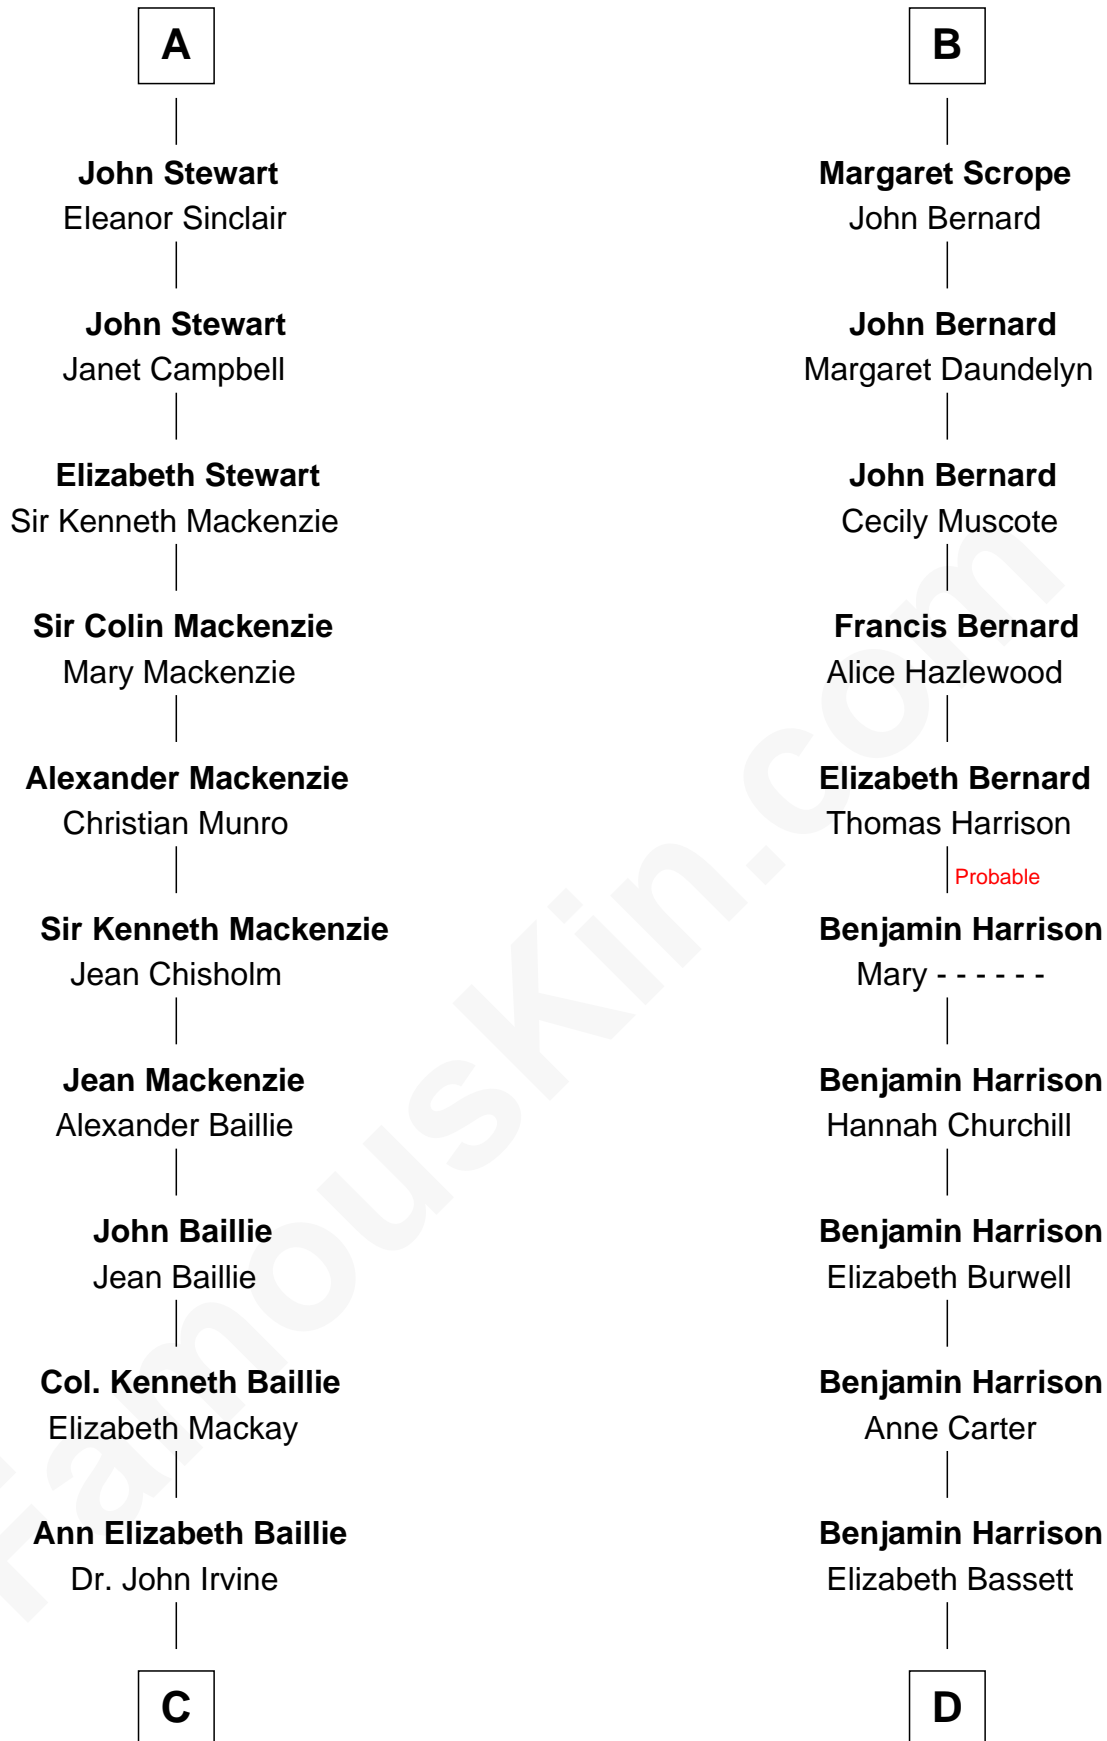 A
John Stewart
Eleanor Sinclair
John Stewart
Janet Campbell
Elizabeth Stewart
Sir Kenneth Mackenzie
Sir Colin Mackenzie
Mary Mackenzie
Alexander Mackenzie
Christian Munro
Sir Kenneth Mackenzie
Jean Chisholm
Jean Mackenzie
Alexander Baillie
John Baillie
Jean Baillie
Col. Kenneth Baillie
Elizabeth Mackay
Ann Elizabeth Baillie
Dr. John Irvine
C
B
Margaret Scrope
John Bernard
John Bernard
Margaret Daundelyn
John Bernard
Cecily Muscote
Francis Bernard
Alice Hazlewood
Elizabeth Bernard
Thomas Harrison
Probable
Benjamin Harrison
Mary - - - - - -
Benjamin Harrison
Hannah Churchill
Benjamin Harrison
Elizabeth Burwell
Benjamin Harrison
Anne Carter
Benjamin Harrison
Elizabeth Bassett
D
FamousKin.com